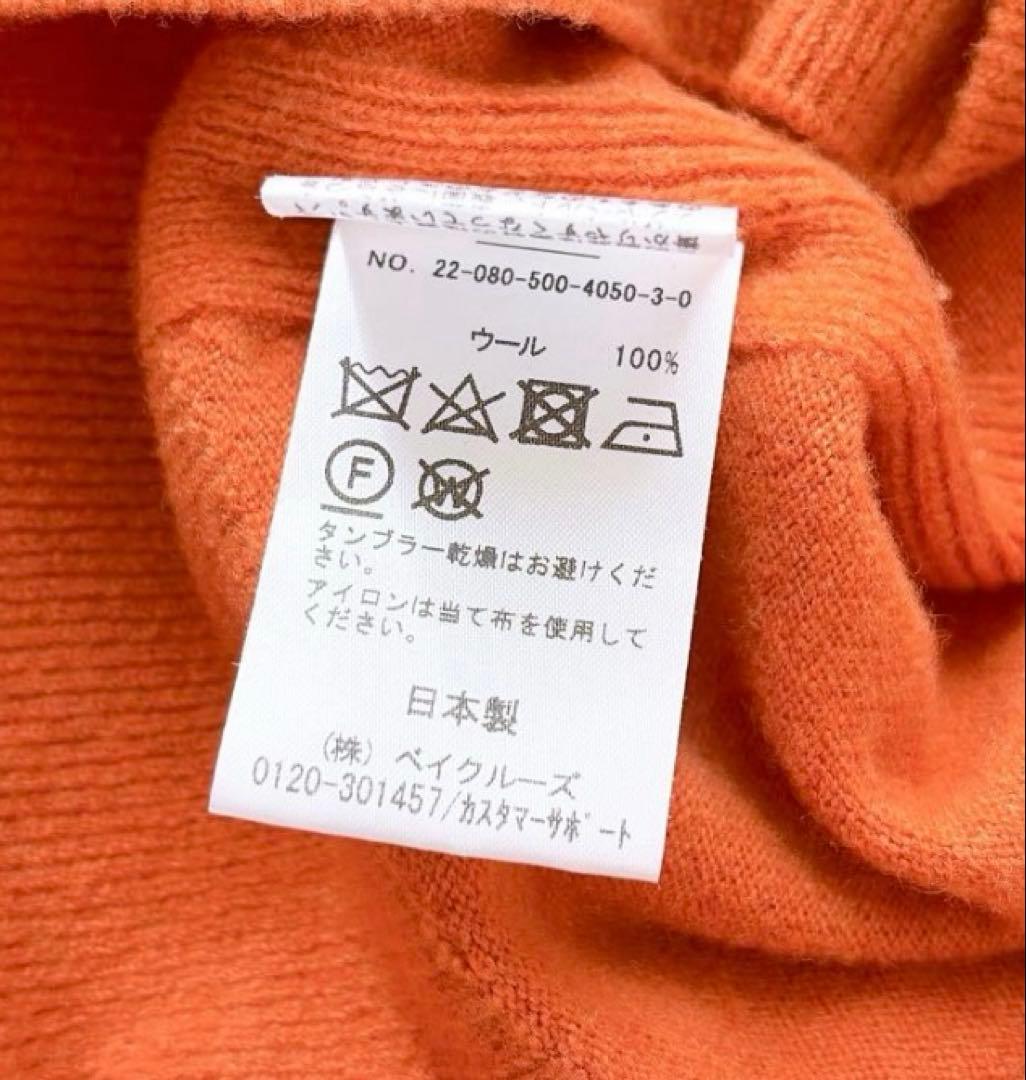 NO. 22-080-500-4050-3-0
ウール 100%
F
W
タンブラー乾燥はお避けくだ
さい。
アイロンは当て布を使用して
ください。
日本製
(株) ベイクルーズ
0120-301457/カスタマーサポート